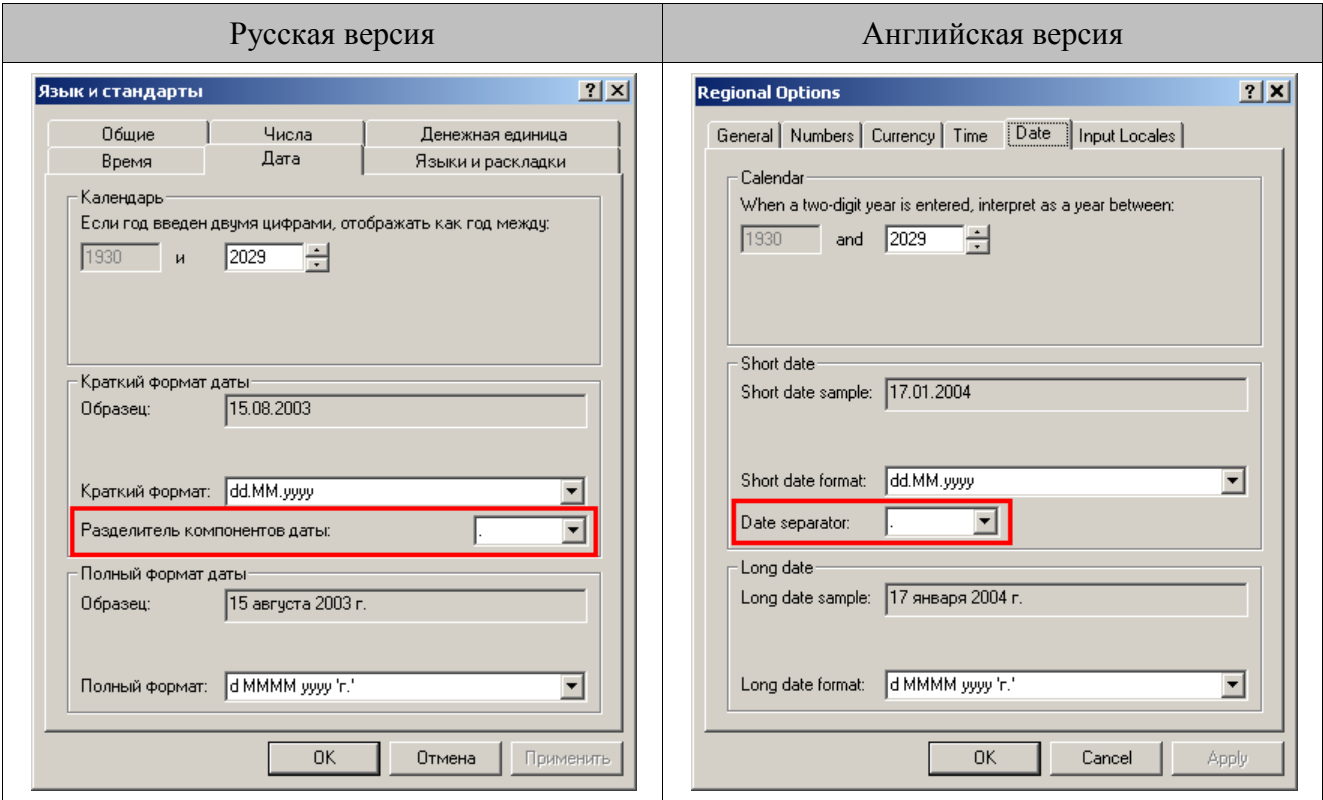 Русская версия
Английская версия
Язык и стандарты
Общие Числа Денежная единица
Время Дата Языки и раскладки
Календарь
Если год введен двумя цифрами, отображать как год между:
1930 и 2029
Краткий формат даты
Образец: 15.08.2003
Краткий формат: dd.MM.yyyy
Разделитель компонентов даты: .
Полный формат даты
Образец: 15 августа 2003 г.
Полный формат: d MMMM yyyy 'г.'
OK Отмена Применить
Regional Options
General Numbers Currency Time Date Input Locales
Calendar
When a two-digit year is entered, interpret as a year between:
1930 and 2029
Short date
Short date sample: 17.01.2004
Short date format: dd.MM.yyyy
Date separator: .
Long date
Long date sample: 17 января 2004 г.
Long date format: d MMMM yyyy 'г.'
OK Cancel Apply